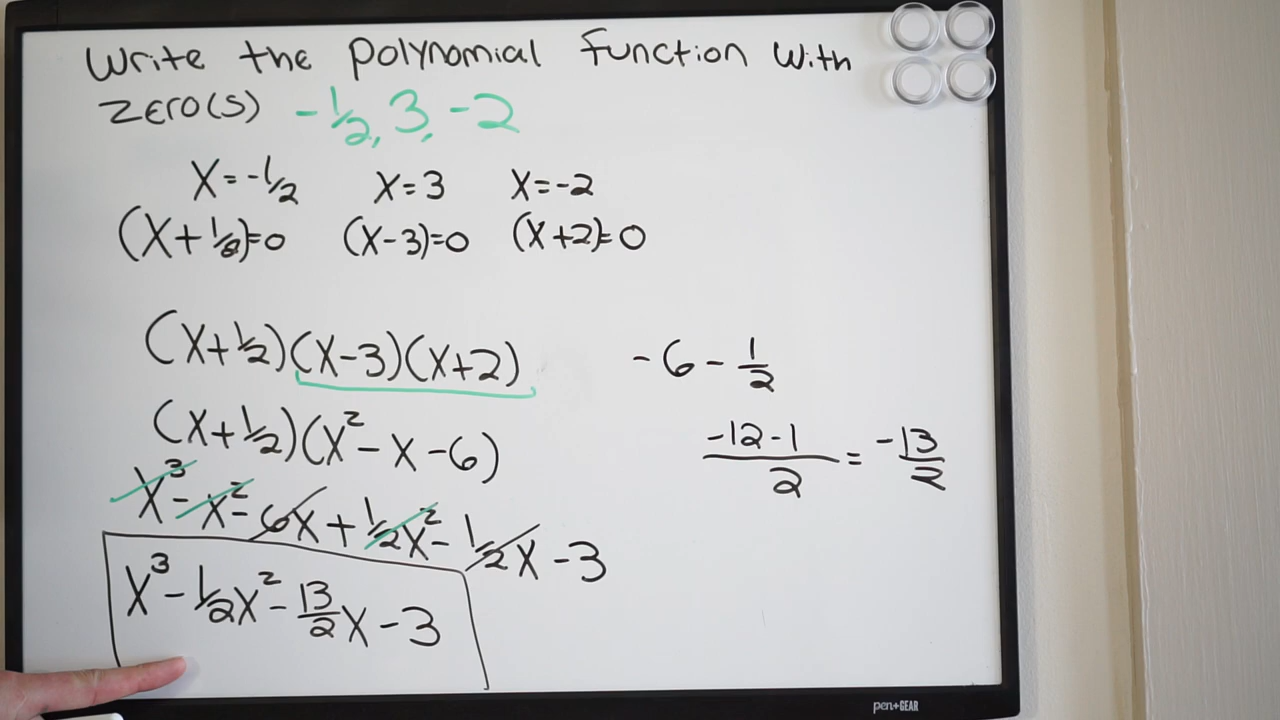 Write the Polynomial function with
zero(s) -1/2, 3, -2
X=-1/2 X=3 X=-2
(X+1/2)=0 (X-3)=0 (X+2)=0
(X+1/2)(X-3)(X+2)
(X+1/2)(X²-X-6)
X³-X²-6X+1/2X²-1/2X-3
X³-1/2X²-13/2X-3
-6-1/2
-12-1/2=-13/2
pen+GEAR